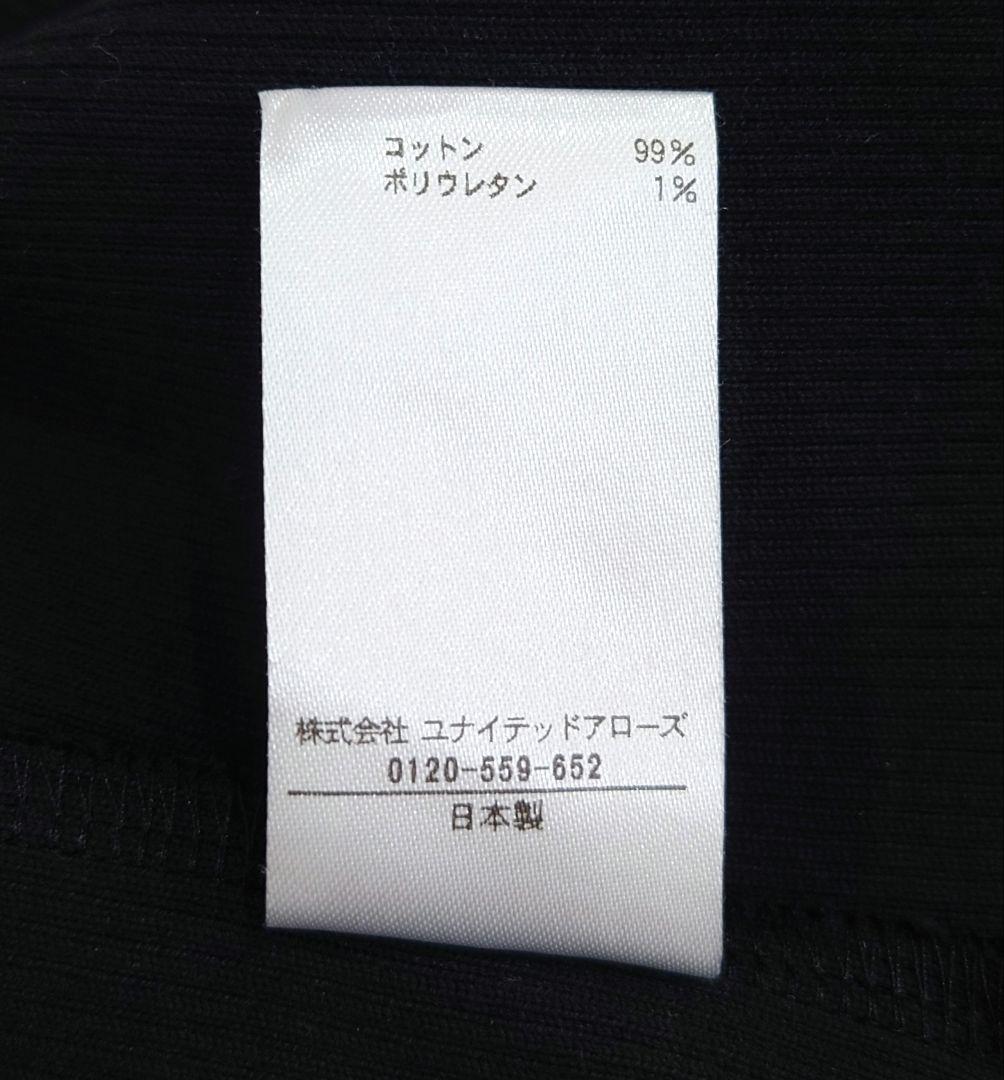 コットン 99%
ポリウレタン 1%
株式会社 ユナイテッドアローズ
0120-559-652
日本製